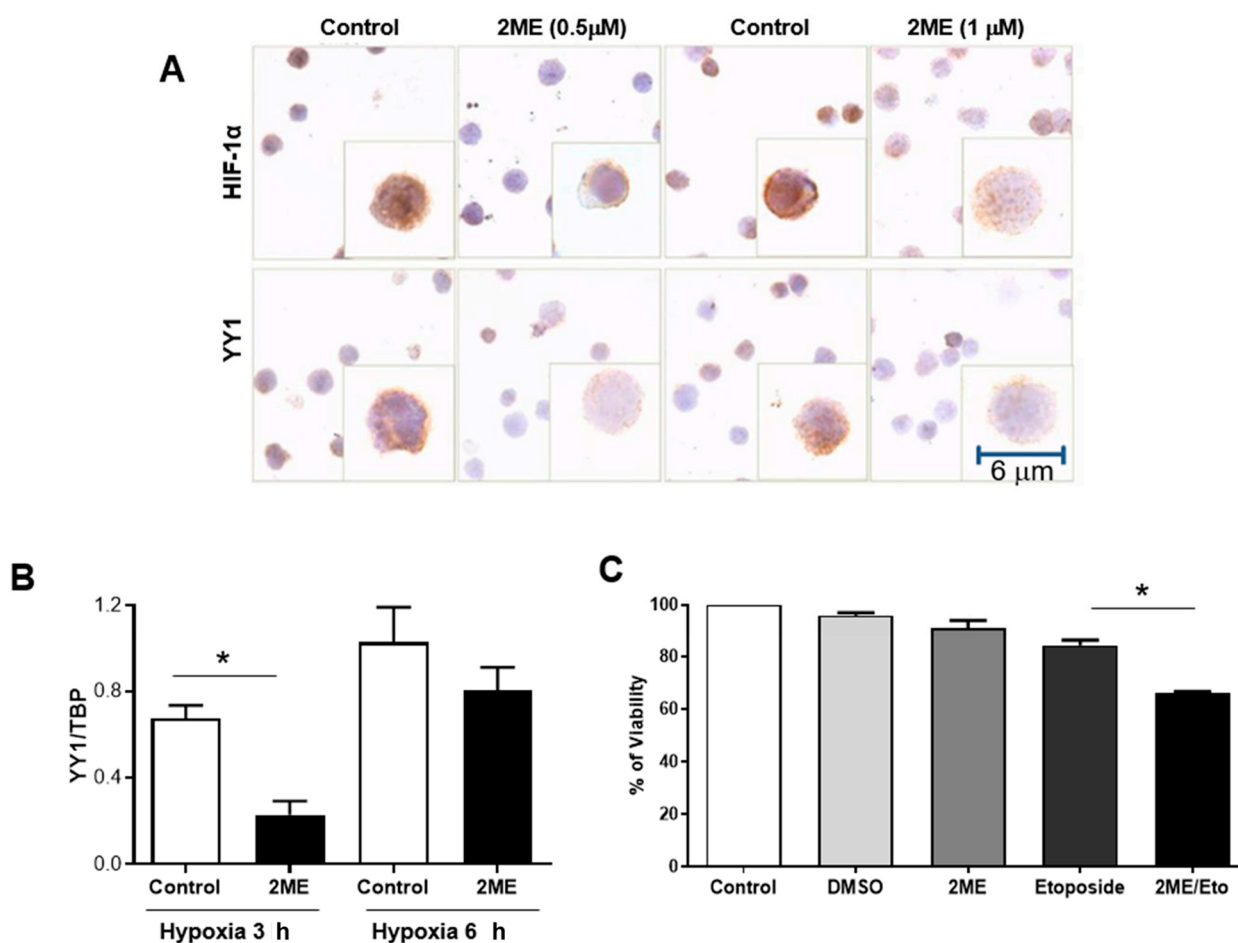 Control 2ME (0.5μM) Control 2ME (1 μM)
A
HIF-1α
YY1
6 μm
B
YY1/TBP
1.2
0.8
0.4
0.0
*
Control 2ME Control 2ME
Hypoxia 3 h Hypoxia 6 h
C
% of Viability
100
80
60
40
20
0
*
Control DMSO 2ME Etoposide 2ME/Eto